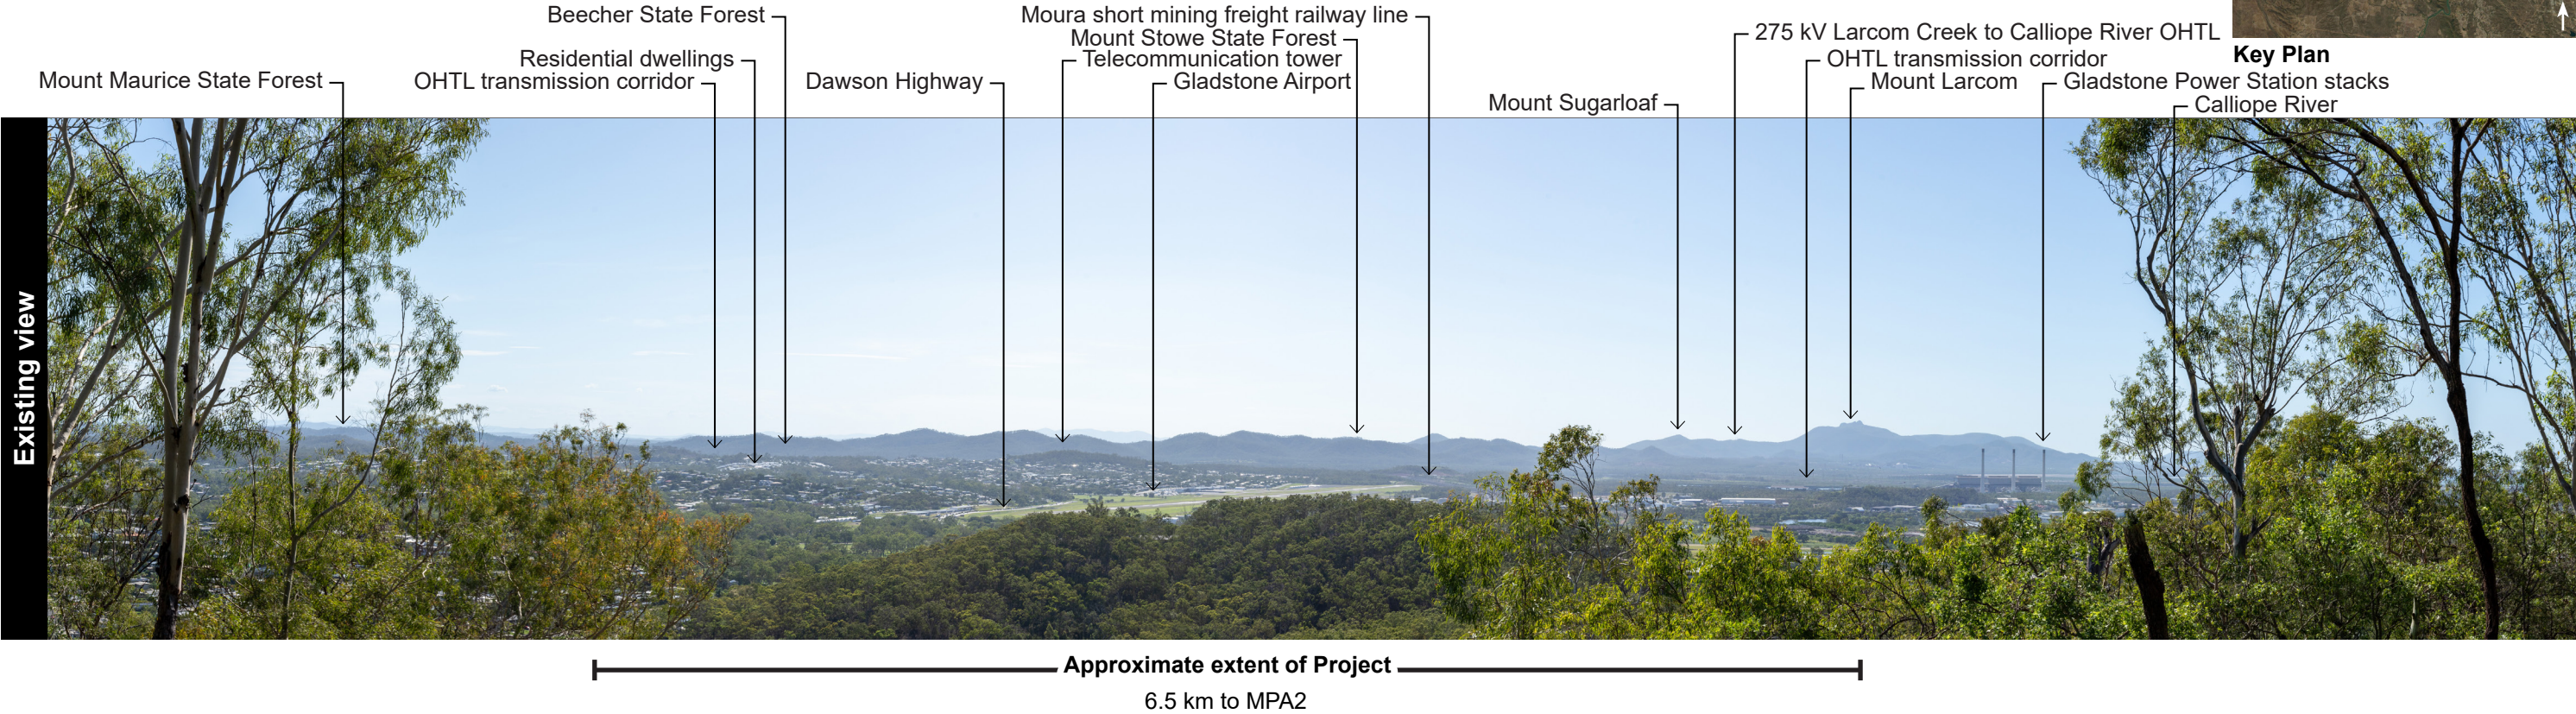 Beecher State Forest
Moura short mining freight railway line
275 kV Larcom Creek to Calliope River OHTL
Mount Stowe State Forest
Key Plan
Residential dwellings
Telecommunication tower
OHTL transmission corridor
Mount Maurice State Forest
OHTL transmission corridor
Dawson Highway
Gladstone Airport
Mount Larcom
Gladstone Power Station stacks
Mount Sugarloaf
Calliope River
Existing view
Approximate extent of Project
6.5 km to MPA2